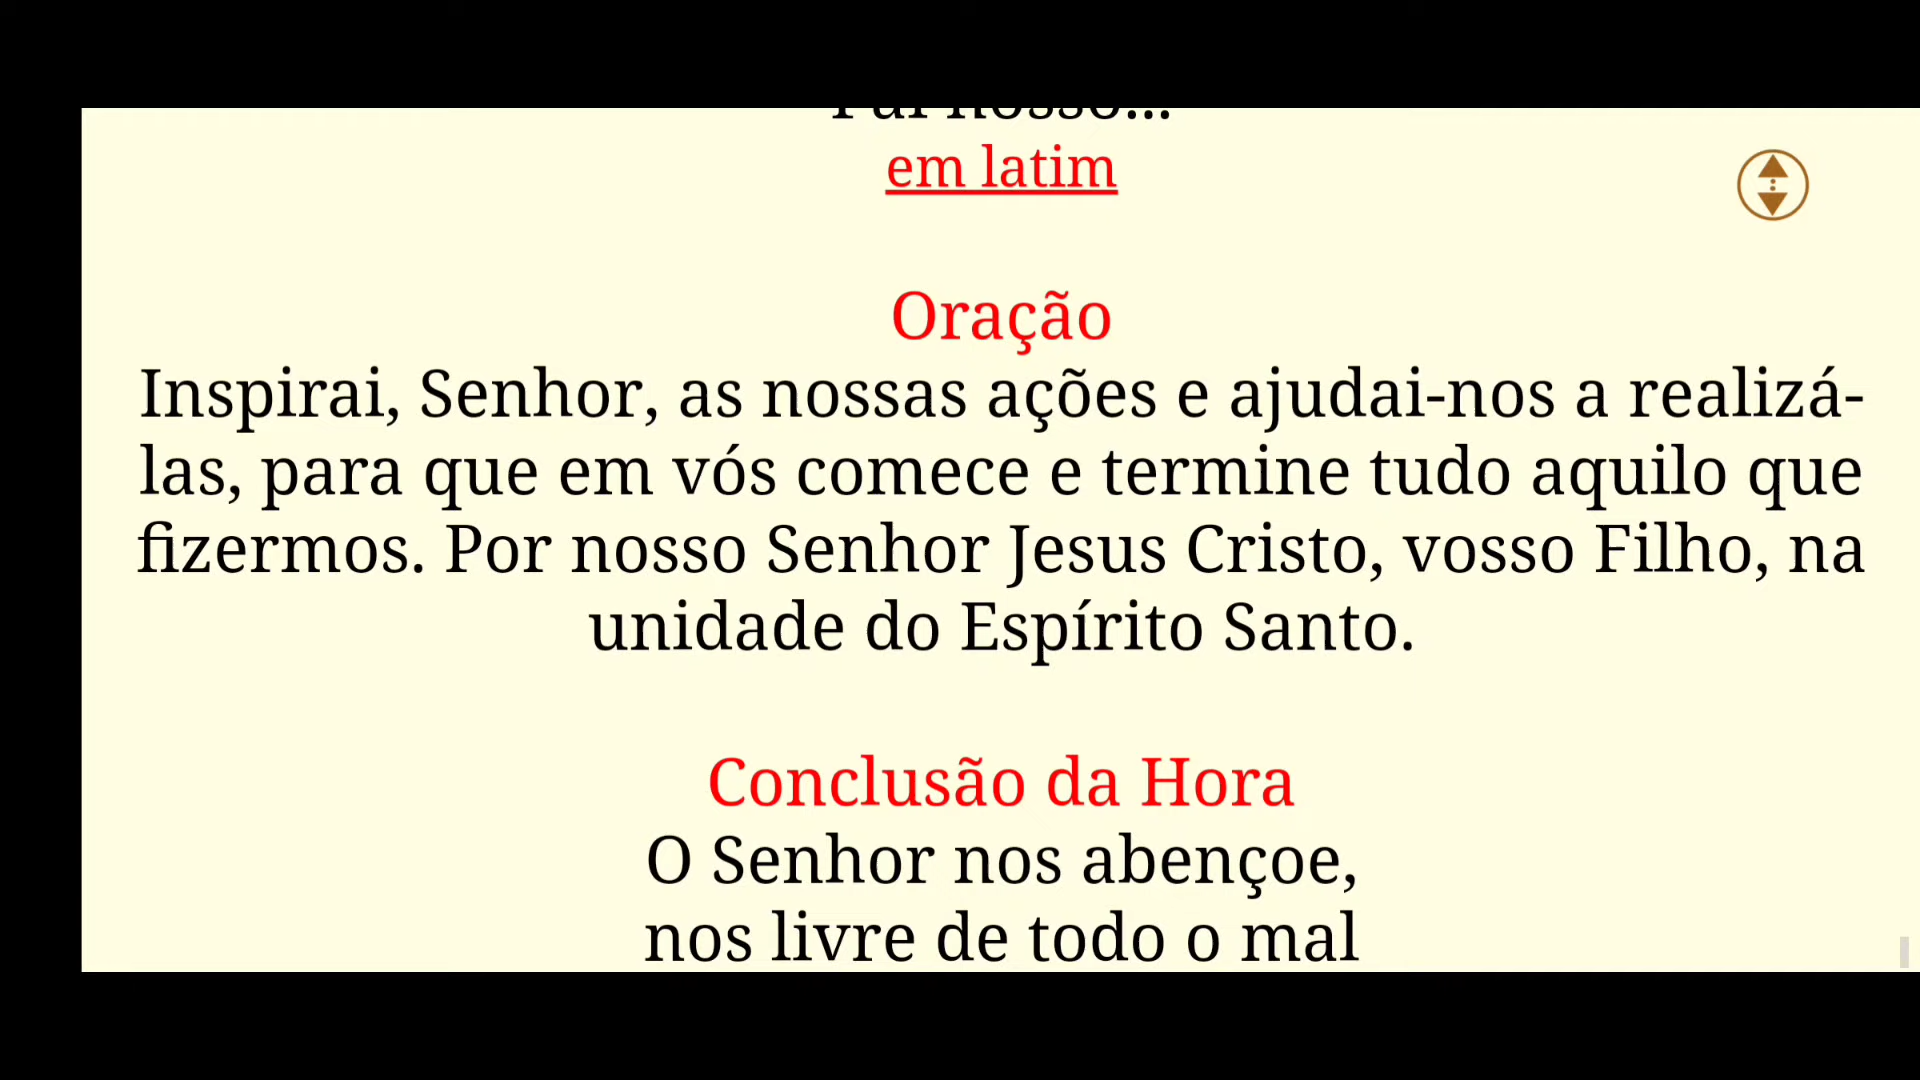 Pai nosso...
em latim
Oração
Inspirai, Senhor, as nossas ações e ajudai-nos a realizá-
las, para que em vós comece e termine tudo aquilo que
fizermos. Por nosso Senhor Jesus Cristo, vosso Filho, na
unidade do Espírito Santo.
Conclusão da Hora
O Senhor nos abençoe,
nos livre de todo o mal